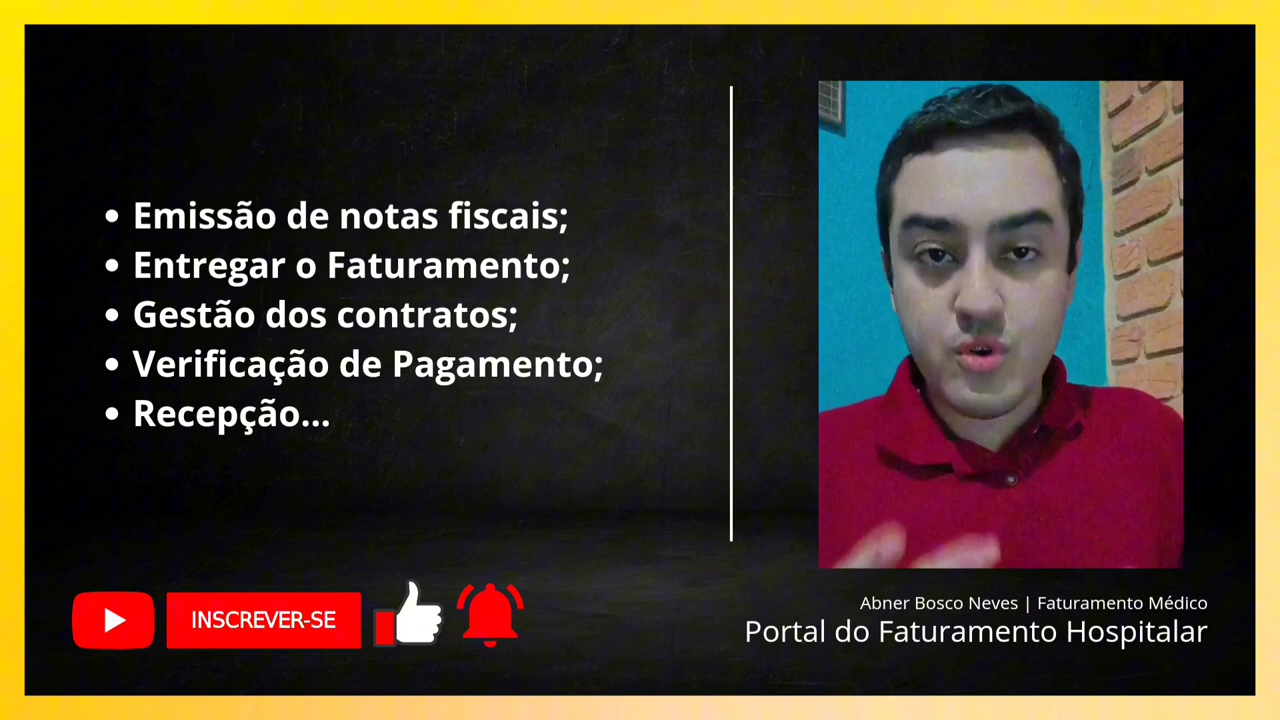 • Emissão de notas fiscais;
• Entregar o Faturamento;
• Gestão dos contratos;
• Verificação de Pagamento;
• Recepção...
INSCREVER-SE
Abner Bosco Neves | Faturamento Médico
Portal do Faturamento Hospitalar